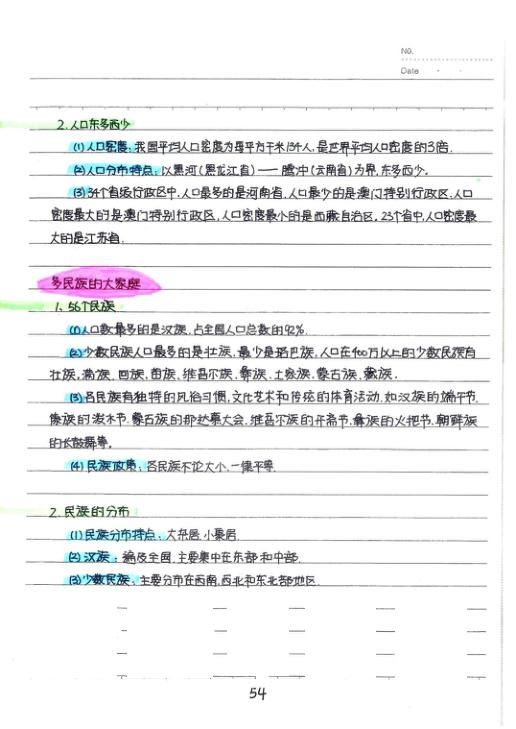 No.
Date
2.人口东多西少
(1)人口密度:我国平均人口密度为每平方千米134人,是世界平均人口密度的3倍.
(2)人口分布特点:以黑河(黑龙江省)——腾冲(云南省)为界,东多西少。
(3)34个省级行政区中,人口最多的是河南省,人口最少的是澳门特别行政区,人口
密度最大的是澳门特别行政区,人口密度最小的是西藏自治区。23个省中,人口密度最
大的是江苏省.
多民族的大家庭
1、56个民族
(1)人口数最多的是汉族,占全国人口总数的92%.
(2)少数民族人口最多的是壮族,最少是珞巴族,人口在400万以上的少数民族有
壮族,满族,回族,苗族,维吾尔族,彝族,土家族,蒙古族,藏族.
(3)各民族有独特的风俗习惯,文化艺术和传统的体育活动.如汉族的端午节,
傣族的泼水节,蒙古族的那达慕大会,维吾尔族的开斋节,彝族的火把节,朝鲜族
的长鼓舞等。
(4)民族政策:各民族不论大小,一律平等.
2.民族的分布
(1)民族分布特点:大杂居,小聚居.
(2)汉族:遍及全国,主要集中在东部和中部.
(3)少数民族:主要分布在西南,西北和东北部地区.
54